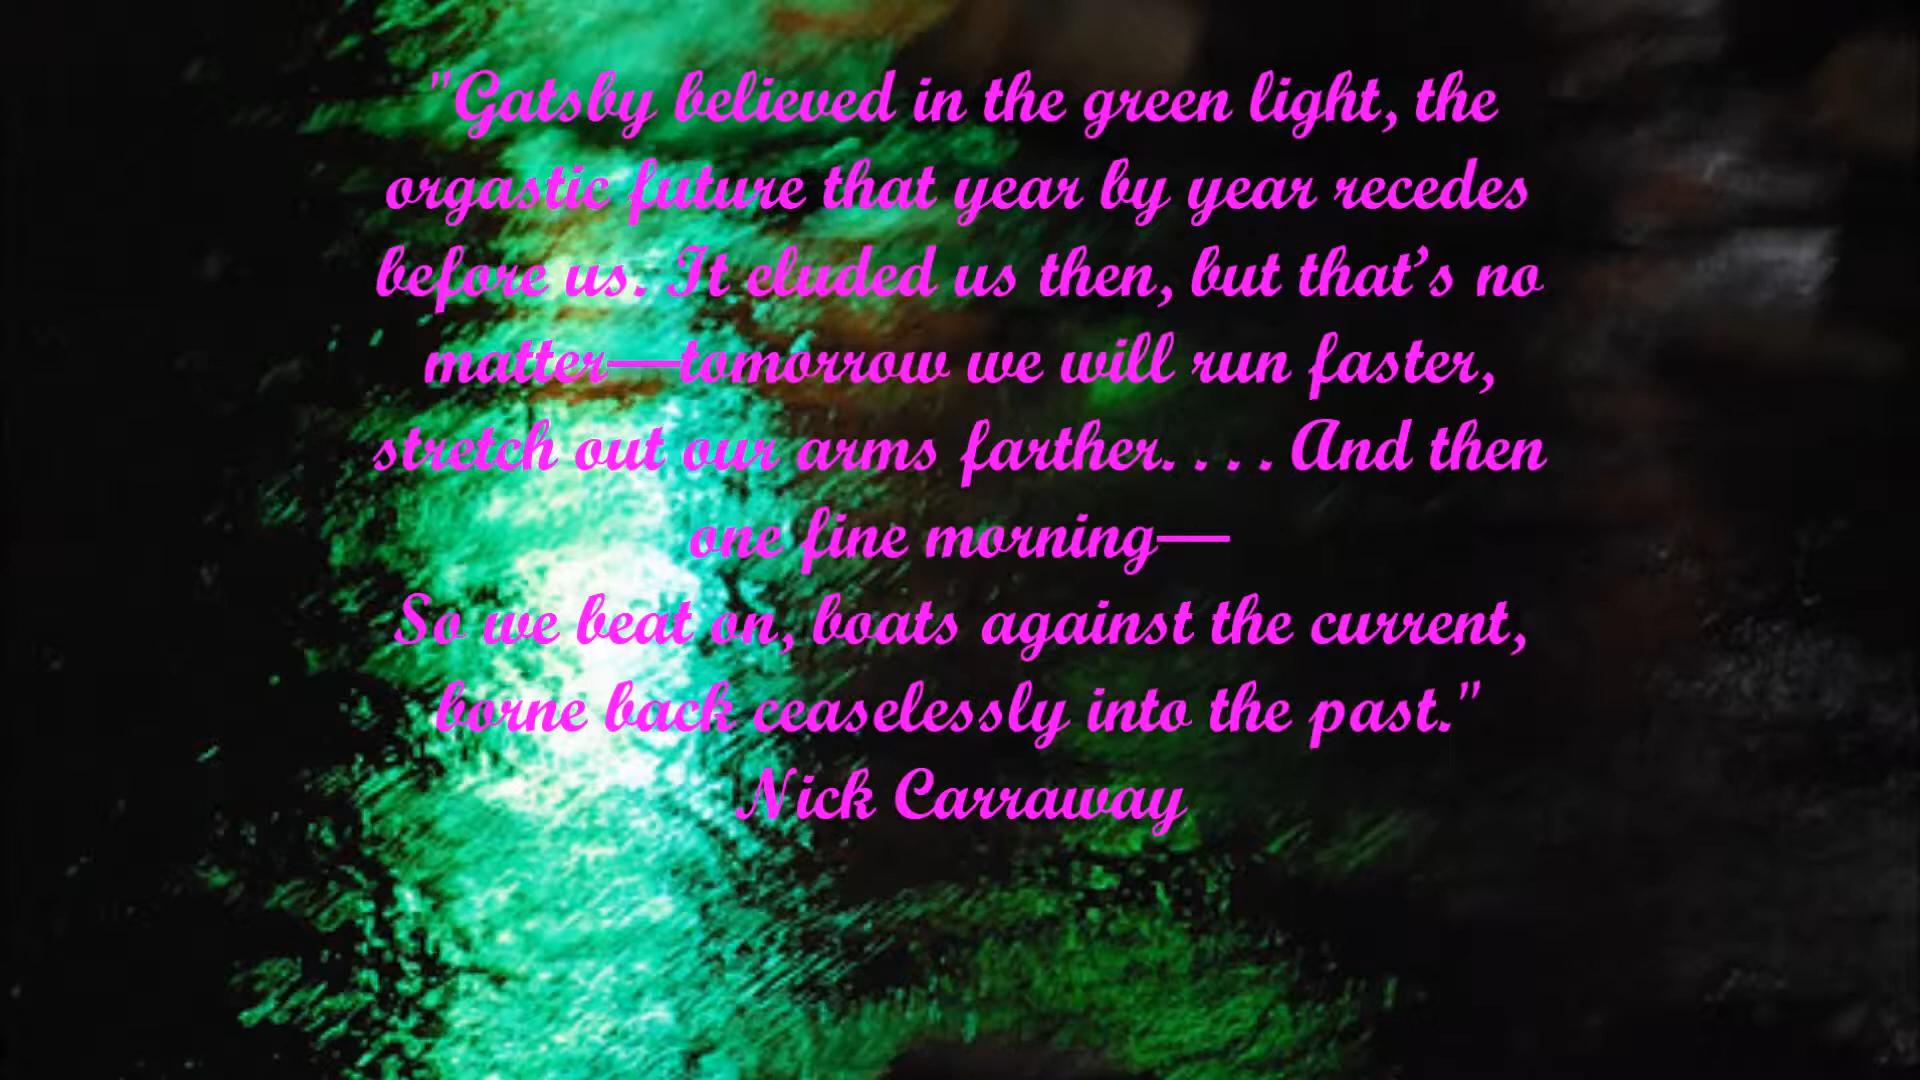 "Gatsby believed in the green light, the
orgastic future that year by year recedes
before us. It eluded us then, but that’s no
matter—tomorrow we will run faster,
stretch out our arms farther. . . . And then
one fine morning—
So we beat on, boats against the current,
borne back ceaselessly into the past."
Nick Carraway